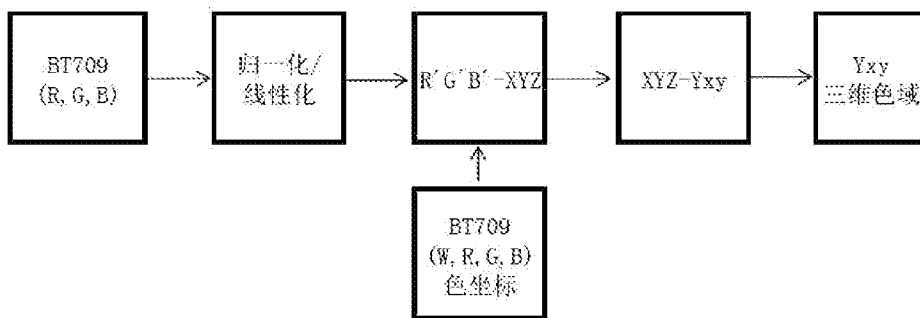 BT709
(R,G,B)
归一化/
线性化
R'G'B'-XYZ
XYZ-Yxy
Yxy
三维色域
BT709
(W,R,G,B)
色坐标